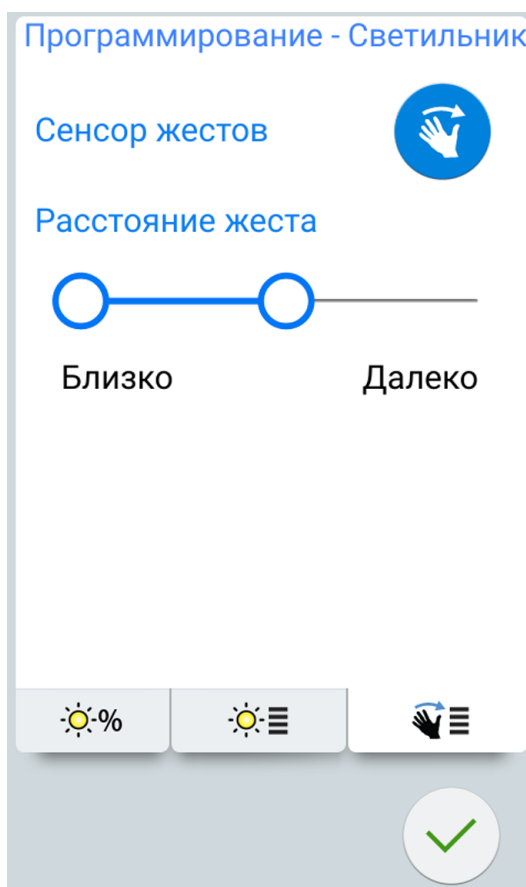 Программирование - Светильник
Сенсор жестов
Расстояние жеста
Близко Далеко
%